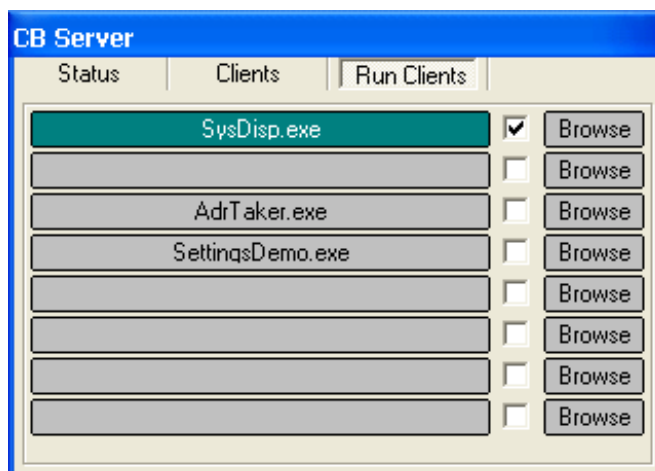 CB Server
Status Clients Run Clients
SysDisp.exe Browse
Browse
AdrTaker.exe Browse
SettingsDemo.exe Browse
Browse
Browse
Browse
Browse